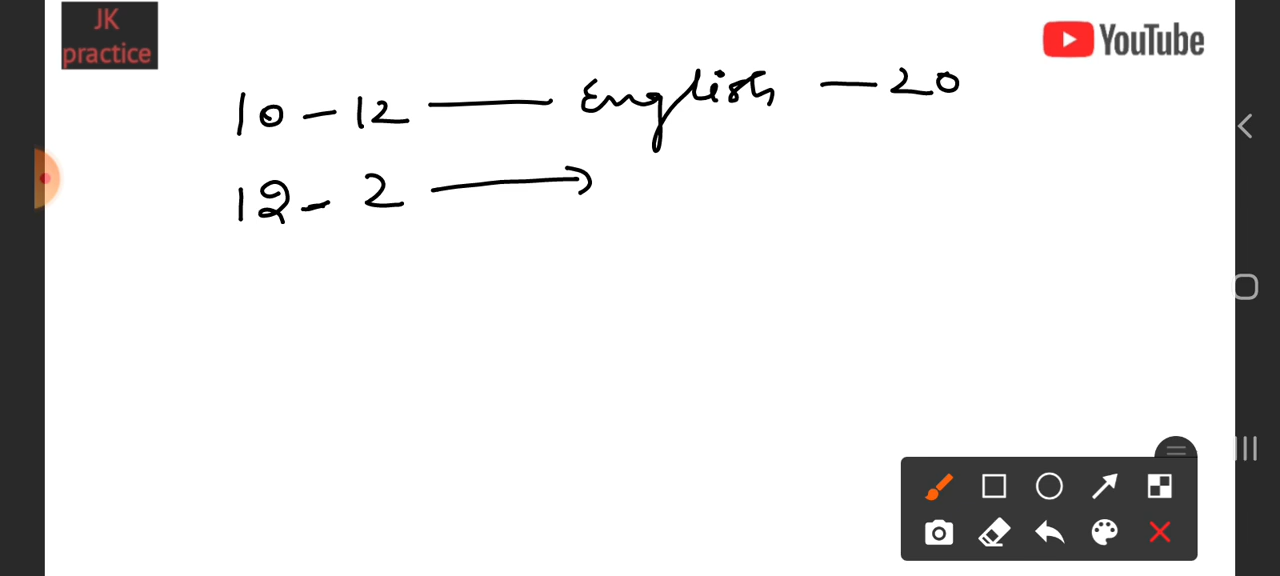 JK
practice
YouTube
10 - 12 — English — 20
12 - 2 →